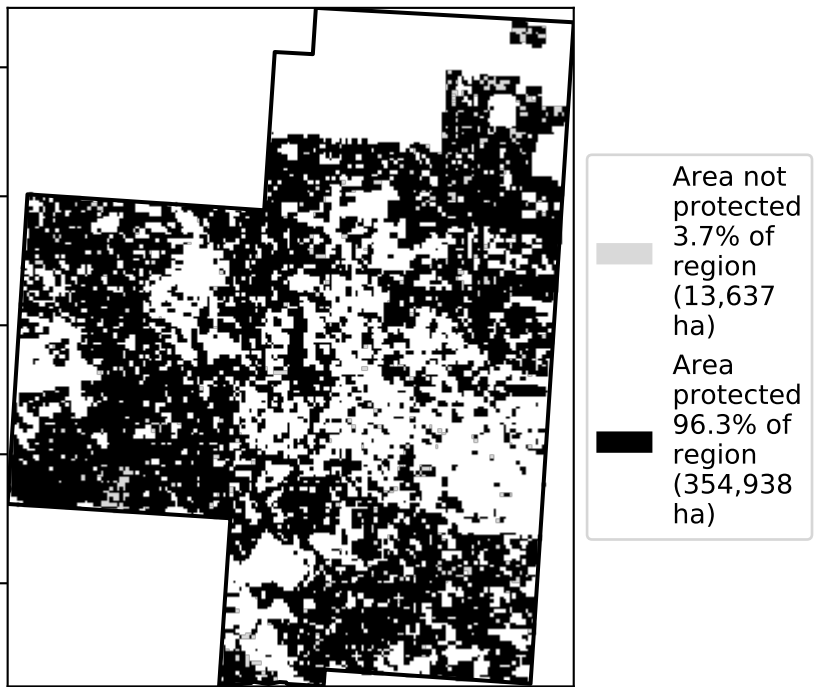 Area not
protected
3.7% of
region
(13,637
ha)
Area
protected
96.3% of
region
(354,938
ha)